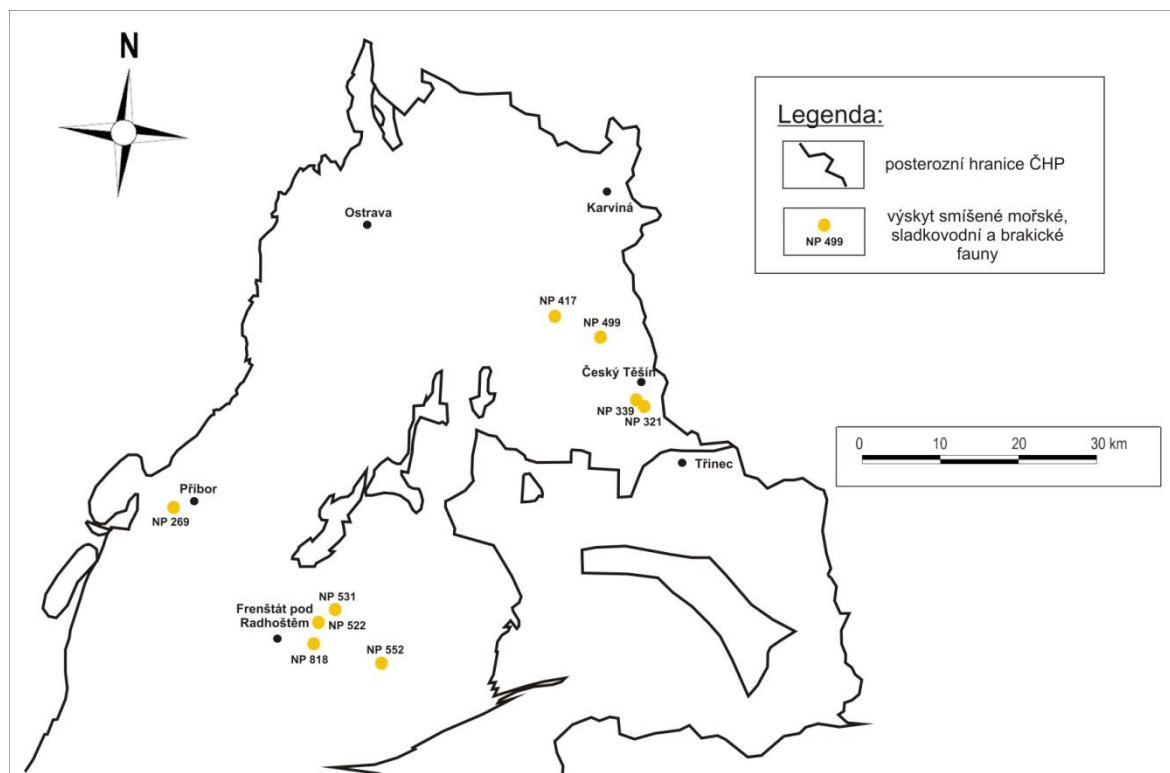 N
Legenda:
posterozní hranice ČHP
výskyt smíšené mořské,
sladkovodní a brakické
fauny
NP 499
Ostrava
Karviná
NP 417
NP 499
Český Těšín
NP 339
NP 321
0 10 20 30 km
Třinec
Příbor
NP 269
NP 531
Frenštát pod
Radhoštěm
NP 522
NP 818
NP 552